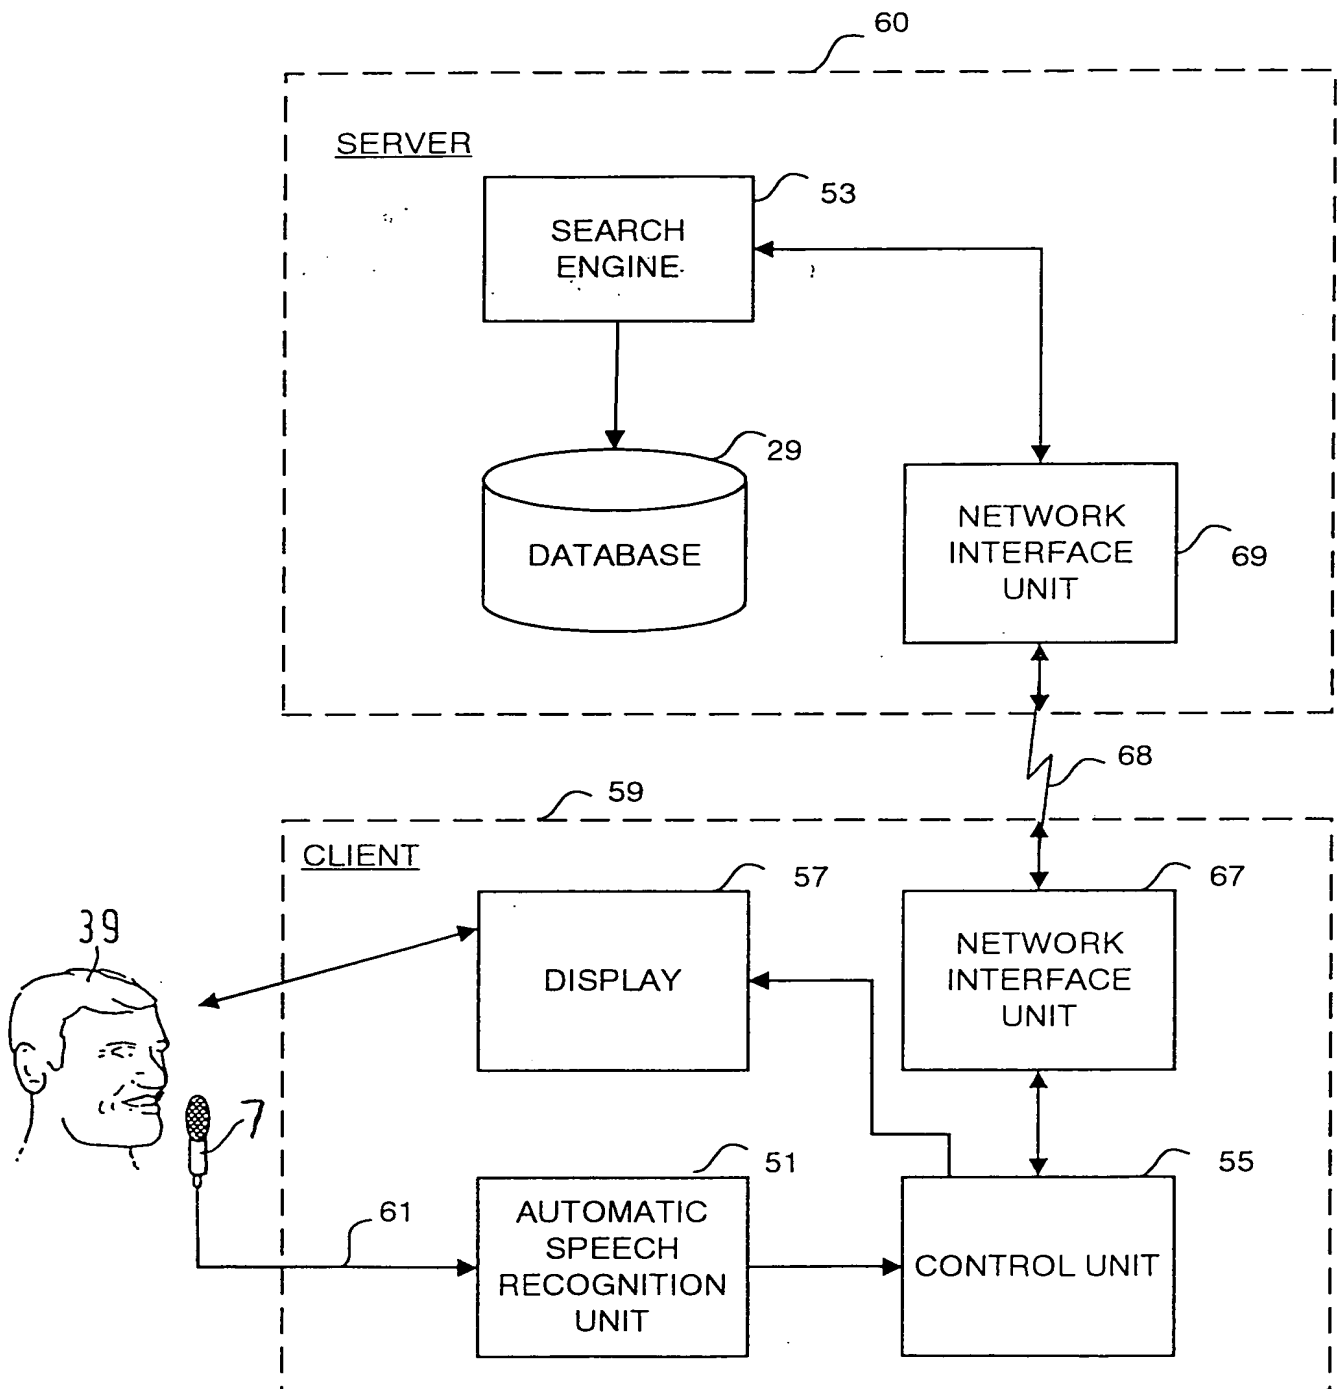 60
SERVER
53
SEARCH
ENGINE
29
DATABASE
NETWORK
INTERFACE
UNIT
69
68
59
CLIENT
57
67
39
DISPLAY
NETWORK
INTERFACE
UNIT
7
51
55
61
AUTOMATIC
SPEECH
RECOGNITION
UNIT
CONTROL UNIT